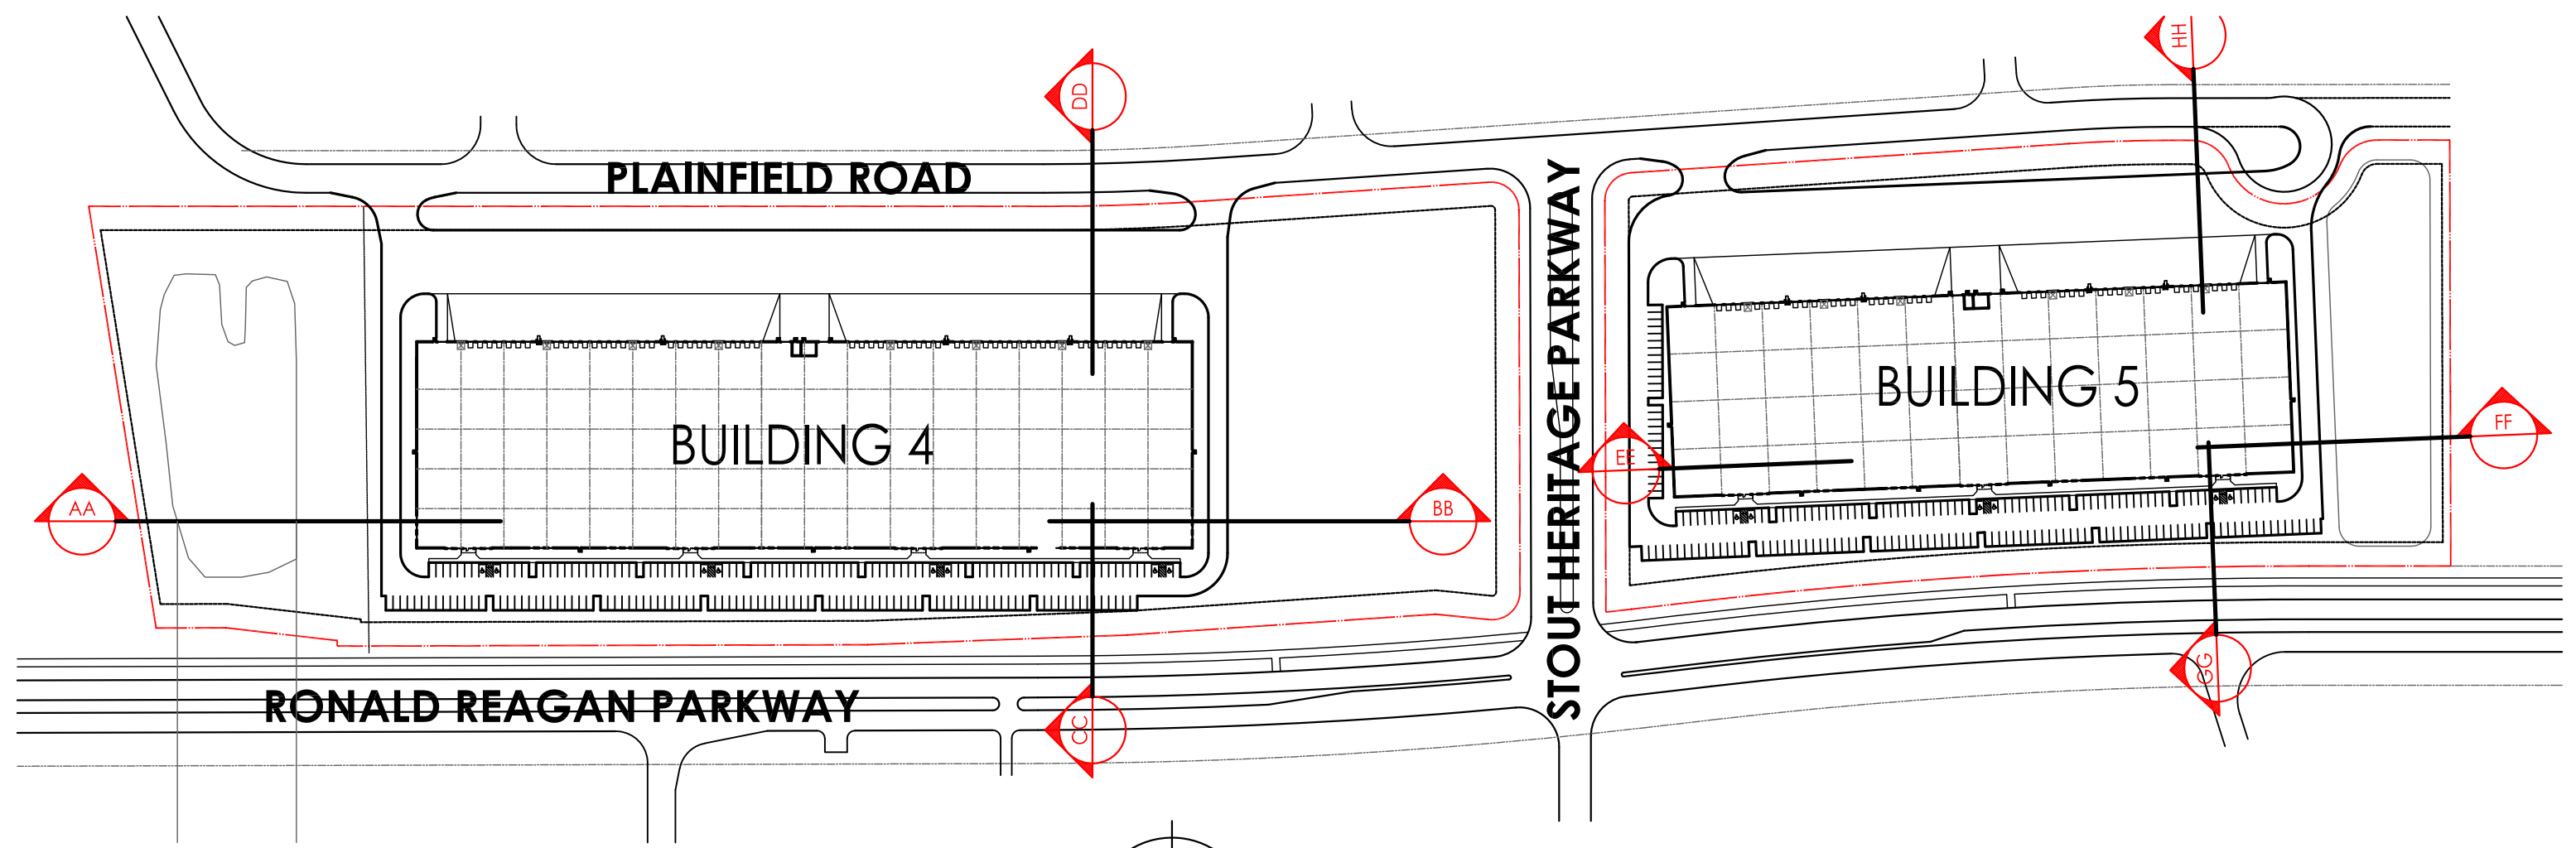 HH
DD
PLAINFIELD ROAD
STOUT HERITAGE PARKWAY
BUILDING 5
BUILDING 4
FF
EE
AA
BB
GG
RONALD REAGAN PARKWAY
CC